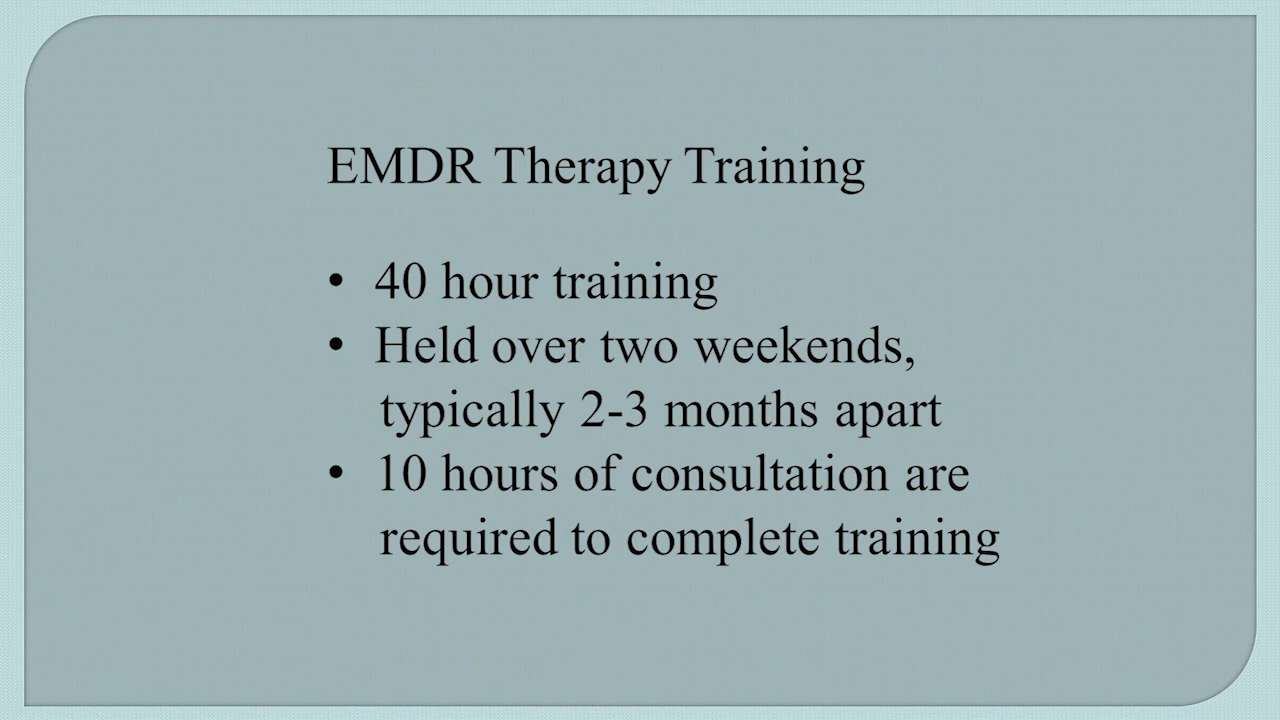 EMDR Therapy Training
• 40 hour training
• Held over two weekends,
typically 2-3 months apart
• 10 hours of consultation are
required to complete training